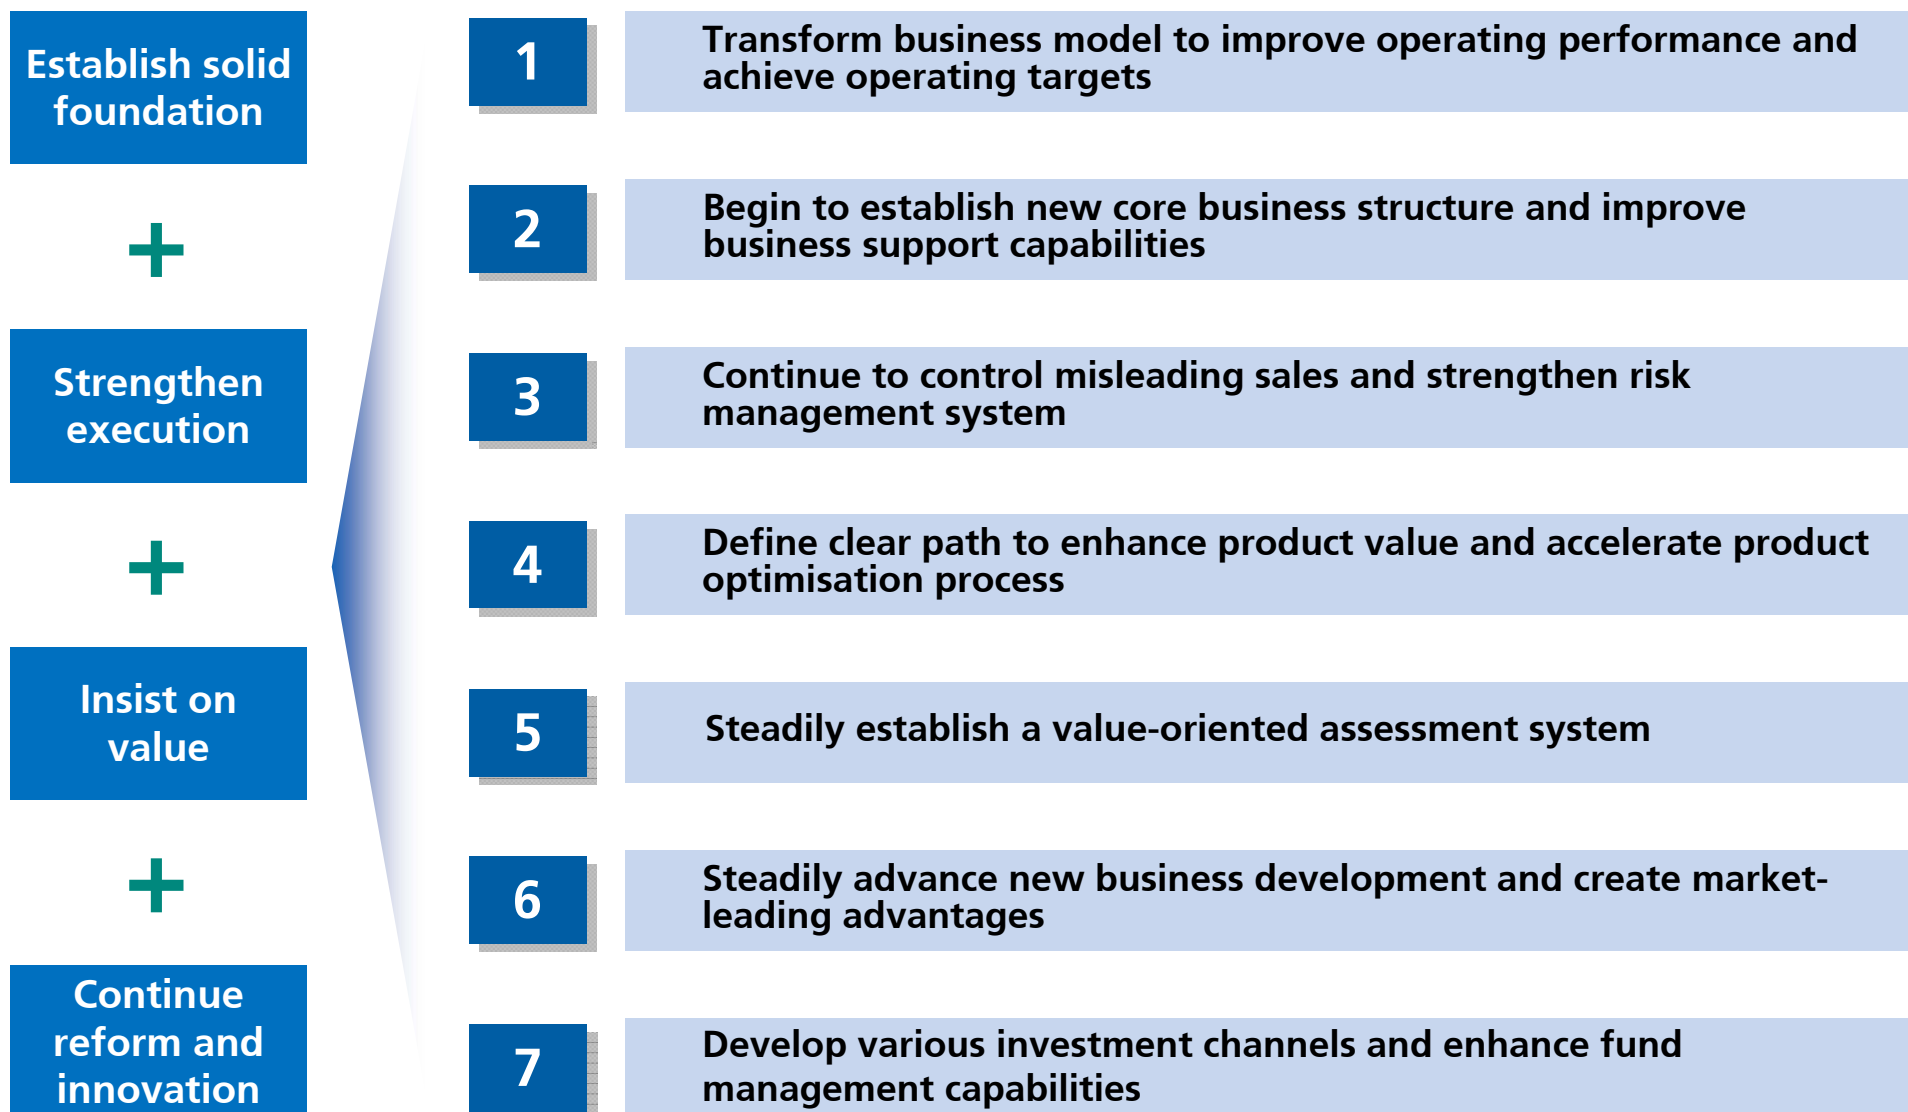 Establish solid
foundation
+
Strengthen
execution
+
Insist on
value
+
Continue
reform and
innovation
1
Transform business model to improve operating performance and
achieve operating targets
2
Begin to establish new core business structure and improve
business support capabilities
3
Continue to control misleading sales and strengthen risk
management system
4
Define clear path to enhance product value and accelerate product
optimisation process
5
Steadily establish a value-oriented assessment system
6
Steadily advance new business development and create market-
leading advantages
7
Develop various investment channels and enhance fund
management capabilities